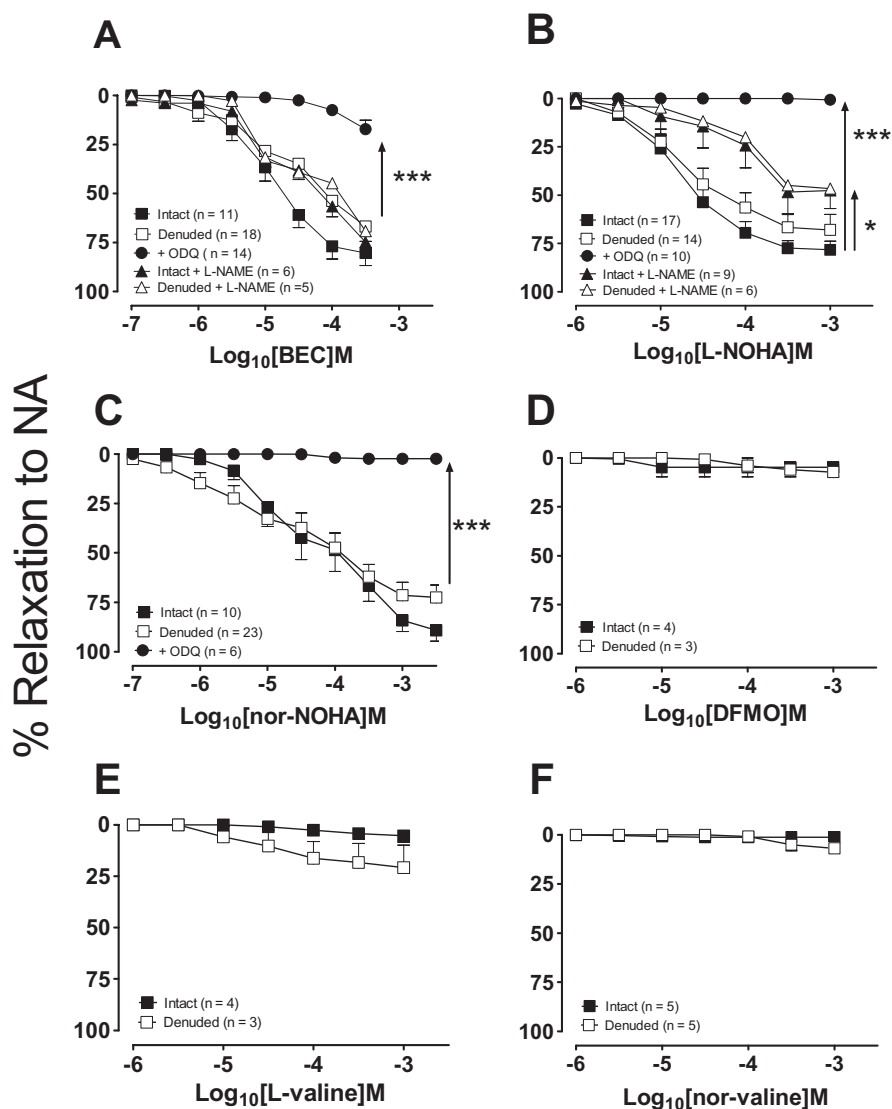 % Relaxation to NA
A
0
25
50
75
100
Intact (n = 11)
Denuded (n = 18)
+ ODQ ( n = 14)
Intact + L-NAME (n = 6)
Denuded + L-NAME (n =5)
***
-7 -6 -5 -4 -3
Log10[BEC]M
B
0
25
50
75
100
Intact (n = 17)
Denuded (n = 14)
+ ODQ (n = 10)
Intact + L-NAME (n = 9)
Denuded + L-NAME (n = 6)
***
*
-6 -5 -4 -3
Log10[L-NOHA]M
C
0
25
50
75
100
Intact (n = 10)
Denuded (n = 23)
+ ODQ (n = 6)
***
-7 -6 -5 -4 -3
Log10[nor-NOHA]M
D
0
25
50
75
100
Intact (n = 4)
Denuded (n = 3)
-6 -5 -4 -3
Log10[DFMO]M
E
0
25
50
75
100
Intact (n = 4)
Denuded (n = 3)
-6 -5 -4 -3
Log10[L-valine]M
F
0
25
50
75
100
Intact (n = 5)
Denuded (n = 5)
-6 -5 -4 -3
Log10[nor-valine]M